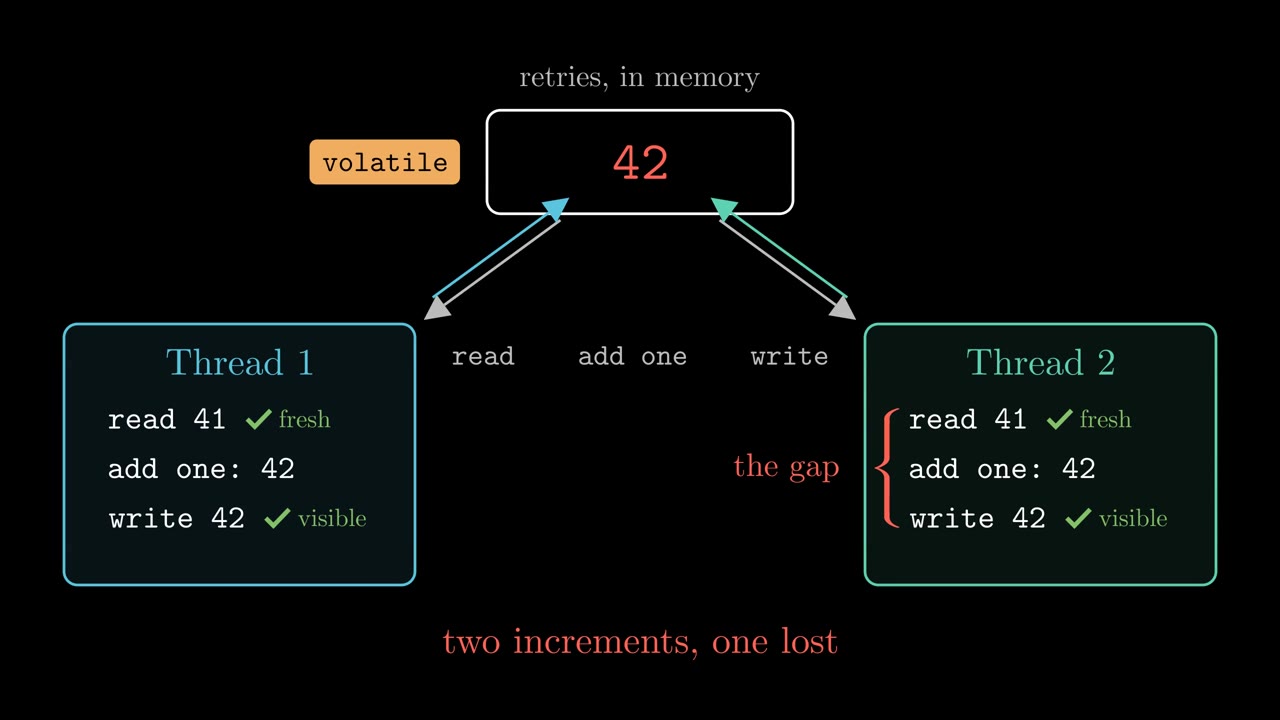 retries, in memory
volatile
42
Thread 1
read 41 ✓ fresh
add one: 42
write 42 ✓ visible
read add one write
the gap
Thread 2
read 41 ✓ fresh
add one: 42
write 42 ✓ visible
two increments, one lost